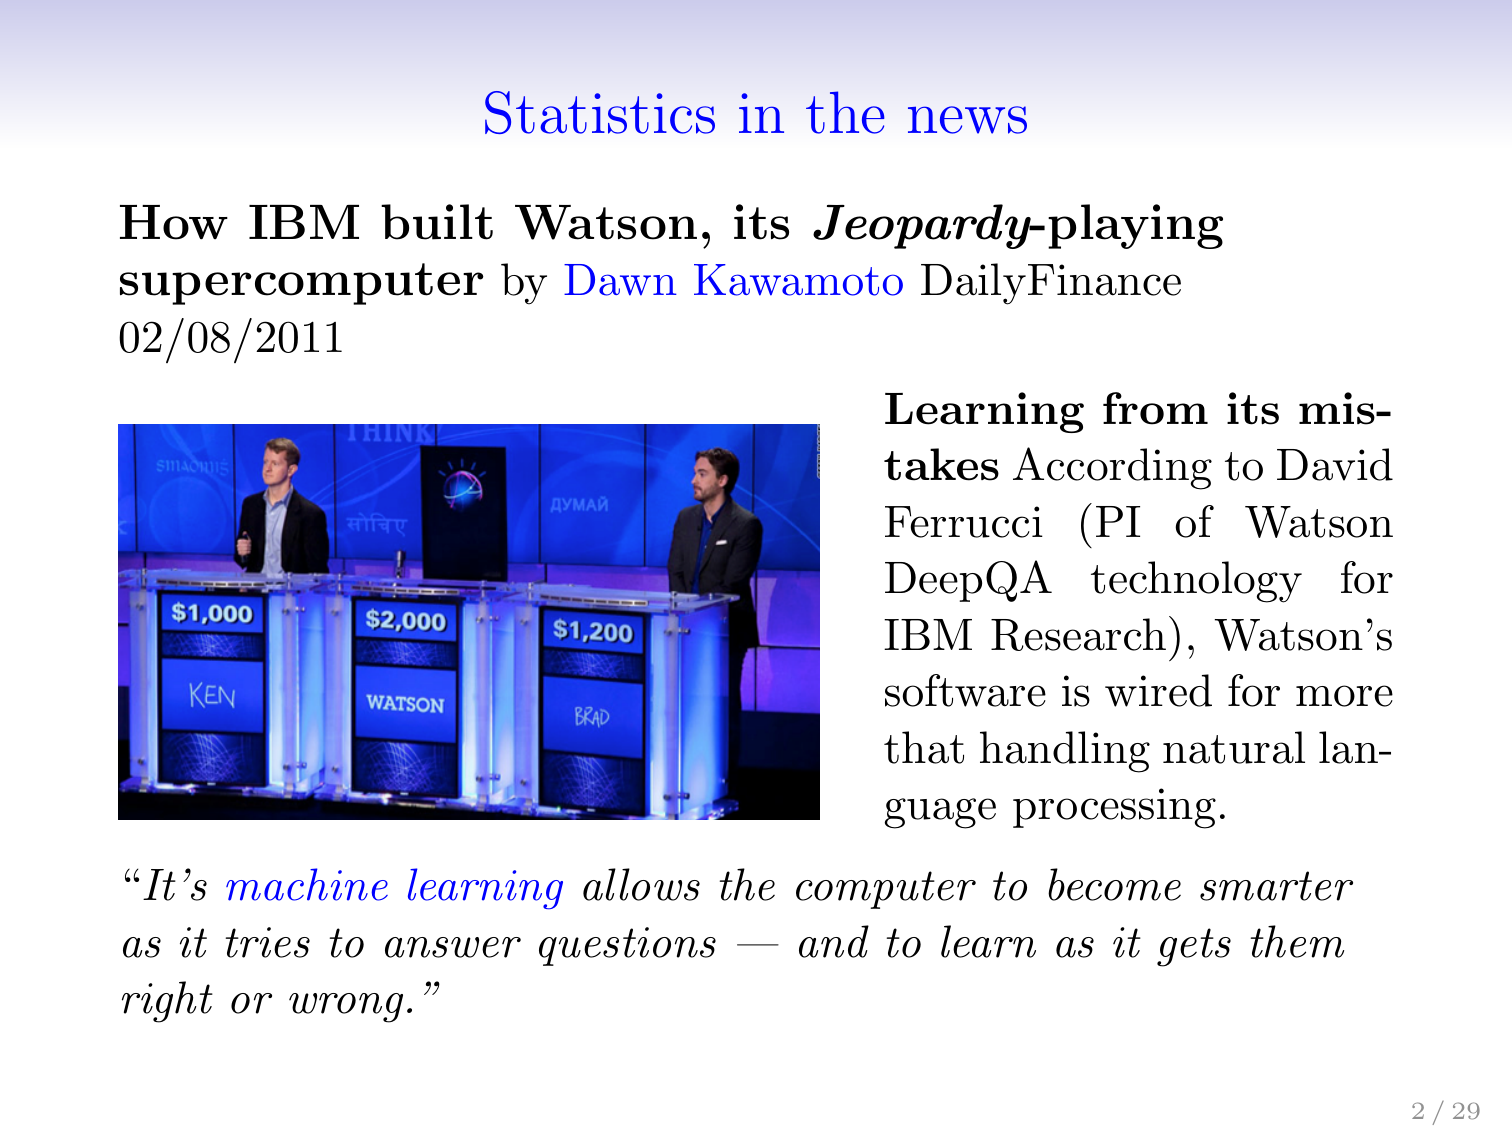 Statistics in the news
How IBM built Watson, its Jeopardy-playing
supercomputer by Dawn Kawamoto DailyFinance
02/08/2011
THINK
सोचिए
ДУМАЙ
$1,000
$2,000
$1,200
KEN
WATSON
BRAD
Learning from its mis-
takes According to David
Ferrucci (PI of Watson
DeepQA technology for
IBM Research), Watson's
software is wired for more
that handling natural lan-
guage processing.
“It's machine learning allows the computer to become smarter
as it tries to answer questions — and to learn as it gets them
right or wrong.”
2 / 29